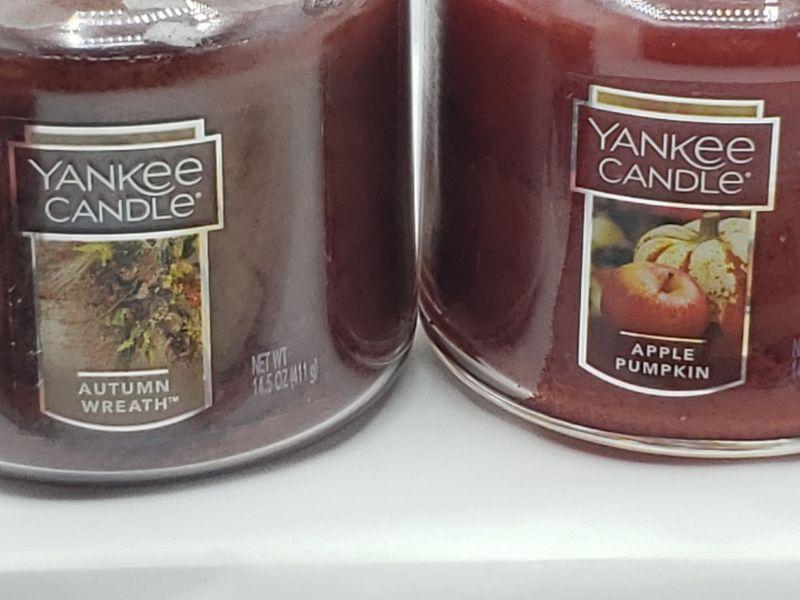 YANKEE
CANDLE®
AUTUMN
WREATH™
NET WT
14.5 OZ (411 g)
YANKEE
CANDLE®
APPLE
PUMPKIN